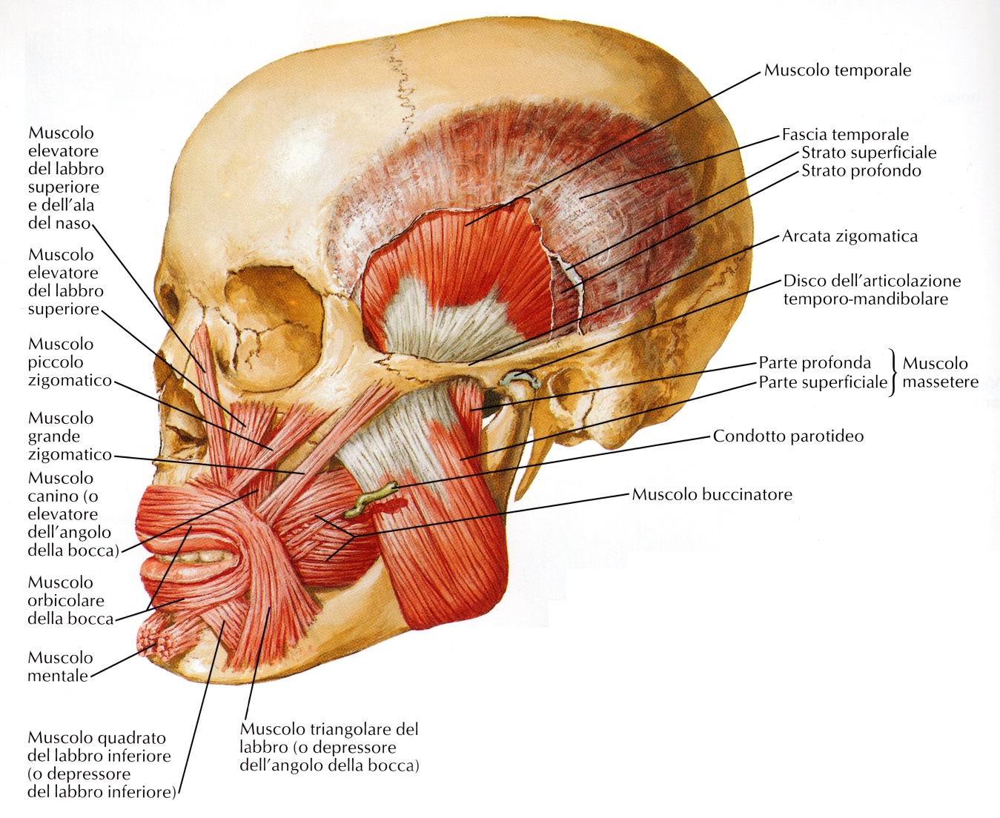 Muscolo
elevatore
del labbro
superiore
e dell'ala
del naso
Muscolo
elevatore
del labbro
superiore
Muscolo
piccolo
zigomatico
Muscolo
grande
zigomatico
Muscolo
canino (o
elevatore
dell'angolo
della bocca)
Muscolo
orbicolare
della bocca
Muscolo
mentale
Muscolo quadrato
del labbro inferiore
(o depressore
del labbro inferiore)
Muscolo triangolare del
labbro (o depressore
dell'angolo della bocca)
Muscolo temporale
Fascia temporale
Strato superficiale
Strato profondo
Arcata zigomatica
Disco dell'articolazione
temporo-mandibolare
Parte profonda
Parte superficiale
Muscolo
massetere
Condotto parotideo
Muscolo buccinatore